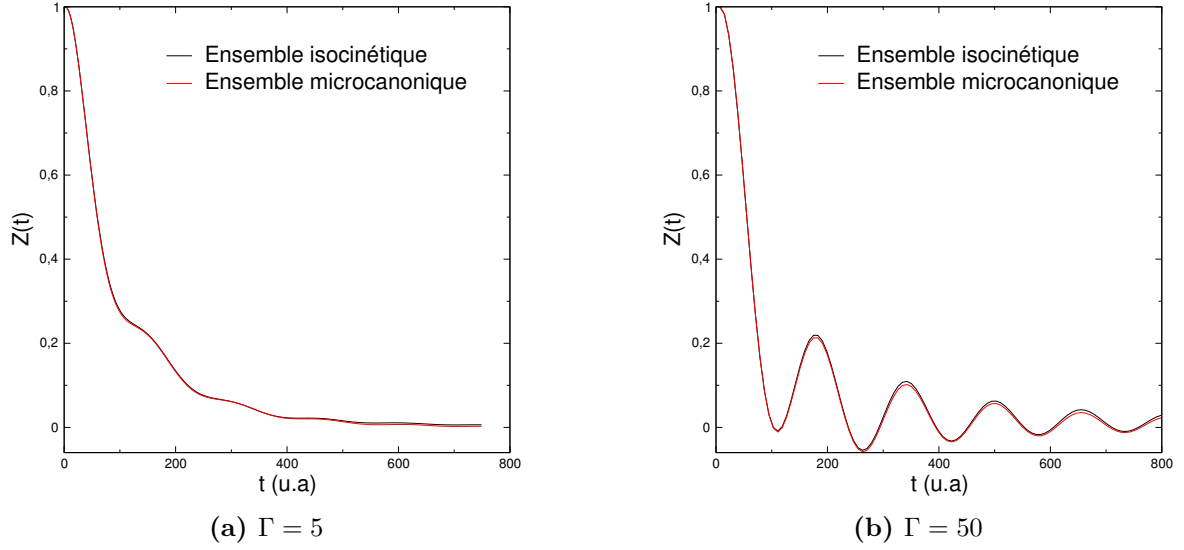 1
0,8
0,6
0,4
0,2
0
0 200 400 600 800
Z(t)
t (u.a)
Ensemble isocinétique
Ensemble microcanonique
(a) Γ = 5
1
0,8
0,6
0,4
0,2
0
0 200 400 600 800
Z(t)
t (u.a)
Ensemble isocinétique
Ensemble microcanonique
(b) Γ = 50